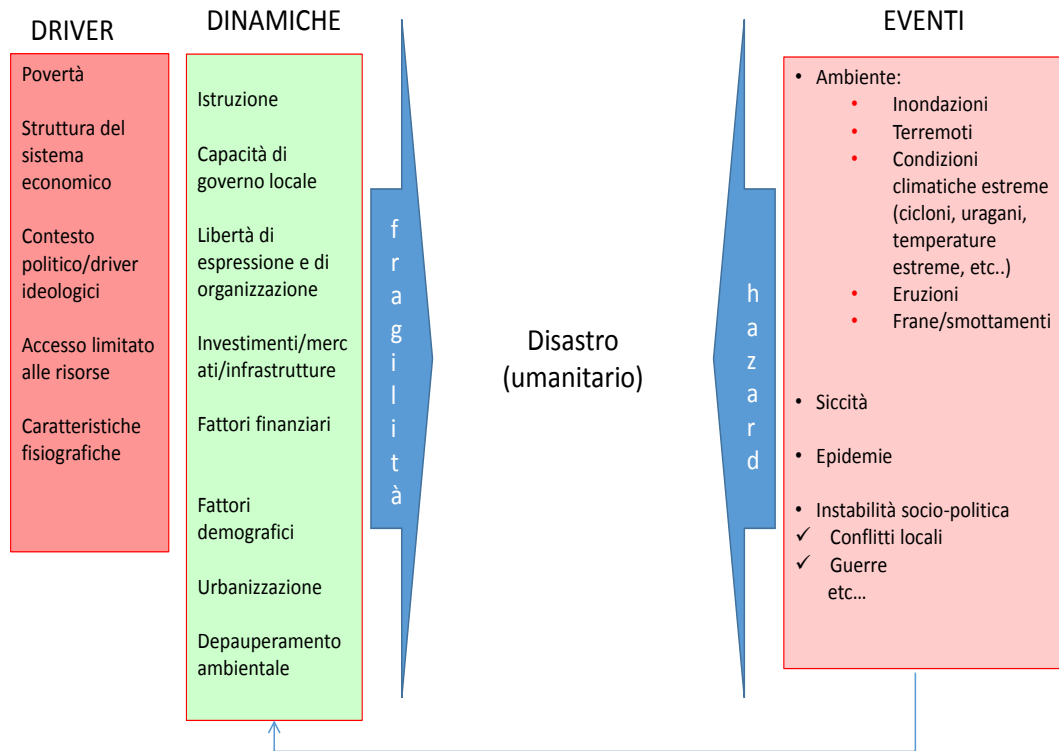 DRIVER
Povertà
Struttura del
sistema
economico
Contesto
politico/driver
ideologici
Accesso limitato
alle risorse
Caratteristiche
fisiografiche
DINAMICHE
Istruzione
Capacità di
governo locale
Libertà di
espressione e di
organizzazione
Investimenti/merc
ati/infrastrutture
Fattori finanziari
Fattori
demografici
Urbanizzazione
Depauperamento
ambientale
fragilità
Disastro
(umanitario)
hazard
EVENTI
• Ambiente:
• Inondazioni
• Terremoti
• Condizioni
climatiche estreme
(cicloni, uragani,
temperature
estreme, etc..)
• Eruzioni
• Frane/smottamenti
• Siccità
• Epidemie
• Instabilità socio-politica
✓ Conflitti locali
✓ Guerre
etc...